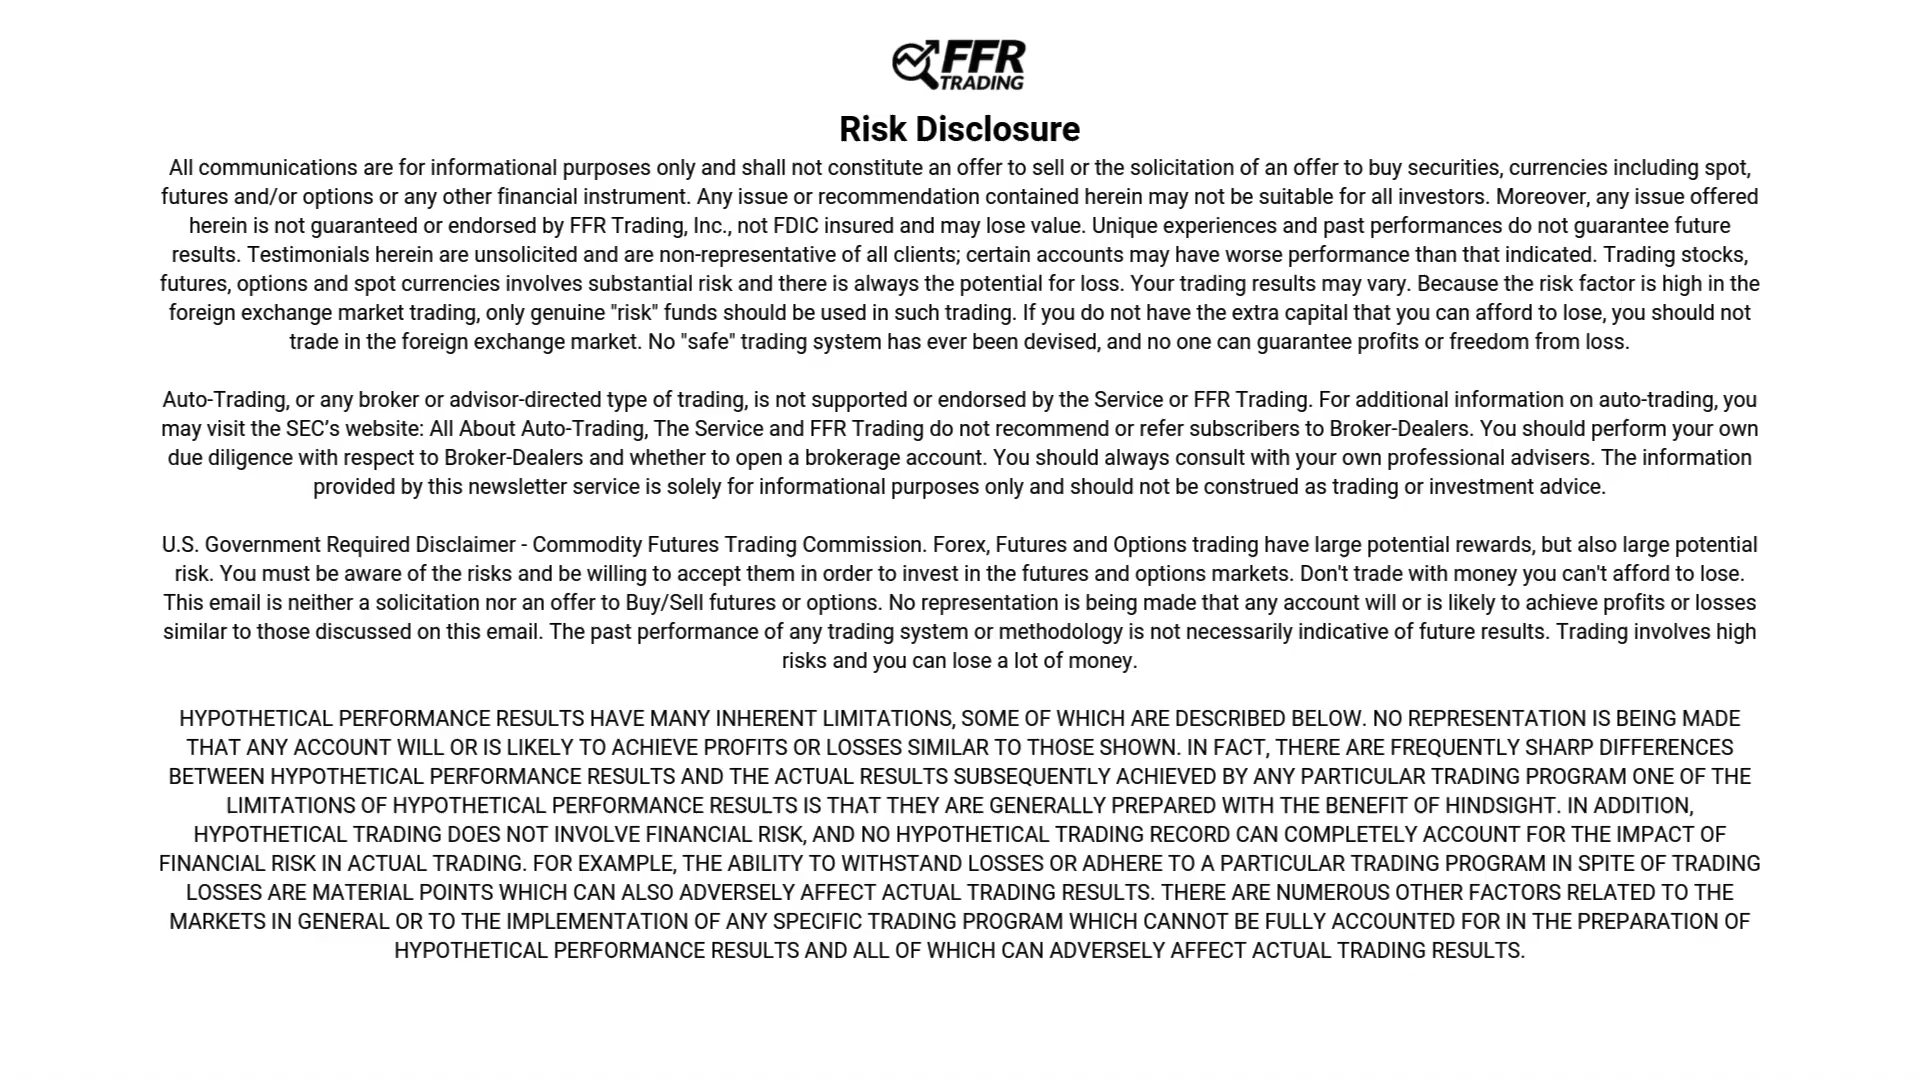 FFR
TRADING
Risk Disclosure
All communications are for informational purposes only and shall not constitute an offer to sell or the solicitation of an offer to buy securities, currencies including spot,
futures and/or options or any other financial instrument. Any issue or recommendation contained herein may not be suitable for all investors. Moreover, any issue offered
herein is not guaranteed or endorsed by FFR Trading, Inc., not FDIC insured and may lose value. Unique experiences and past performances do not guarantee future
results. Testimonials herein are unsolicited and are non-representative of all clients; certain accounts may have worse performance than that indicated. Trading stocks,
futures, options and spot currencies involves substantial risk and there is always the potential for loss. Your trading results may vary. Because the risk factor is high in the
foreign exchange market trading, only genuine "risk" funds should be used in such trading. If you do not have the extra capital that you can afford to lose, you should not
trade in the foreign exchange market. No "safe" trading system has ever been devised, and no one can guarantee profits or freedom from loss.
Auto-Trading, or any broker or advisor-directed type of trading, is not supported or endorsed by the Service or FFR Trading. For additional information on auto-trading, you
may visit the SEC’s website: All About Auto-Trading, The Service and FFR Trading do not recommend or refer subscribers to Broker-Dealers. You should perform your own
due diligence with respect to Broker-Dealers and whether to open a brokerage account. You should always consult with your own professional advisers. The information
provided by this newsletter service is solely for informational purposes only and should not be construed as trading or investment advice.
U.S. Government Required Disclaimer - Commodity Futures Trading Commission. Forex, Futures and Options trading have large potential rewards, but also large potential
risk. You must be aware of the risks and be willing to accept them in order to invest in the futures and options markets. Don't trade with money you can't afford to lose.
This email is neither a solicitation nor an offer to Buy/Sell futures or options. No representation is being made that any account will or is likely to achieve profits or losses
similar to those discussed on this email. The past performance of any trading system or methodology is not necessarily indicative of future results. Trading involves high
risks and you can lose a lot of money.
HYPOTHETICAL PERFORMANCE RESULTS HAVE MANY INHERENT LIMITATIONS, SOME OF WHICH ARE DESCRIBED BELOW. NO REPRESENTATION IS BEING MADE
THAT ANY ACCOUNT WILL OR IS LIKELY TO ACHIEVE PROFITS OR LOSSES SIMILAR TO THOSE SHOWN. IN FACT, THERE ARE FREQUENTLY SHARP DIFFERENCES
BETWEEN HYPOTHETICAL PERFORMANCE RESULTS AND THE ACTUAL RESULTS SUBSEQUENTLY ACHIEVED BY ANY PARTICULAR TRADING PROGRAM ONE OF THE
LIMITATIONS OF HYPOTHETICAL PERFORMANCE RESULTS IS THAT THEY ARE GENERALLY PREPARED WITH THE BENEFIT OF HINDSIGHT. IN ADDITION,
HYPOTHETICAL TRADING DOES NOT INVOLVE FINANCIAL RISK, AND NO HYPOTHETICAL TRADING RECORD CAN COMPLETELY ACCOUNT FOR THE IMPACT OF
FINANCIAL RISK IN ACTUAL TRADING. FOR EXAMPLE, THE ABILITY TO WITHSTAND LOSSES OR ADHERE TO A PARTICULAR TRADING PROGRAM IN SPITE OF TRADING
LOSSES ARE MATERIAL POINTS WHICH CAN ALSO ADVERSELY AFFECT ACTUAL TRADING RESULTS. THERE ARE NUMEROUS OTHER FACTORS RELATED TO THE
MARKETS IN GENERAL OR TO THE IMPLEMENTATION OF ANY SPECIFIC TRADING PROGRAM WHICH CANNOT BE FULLY ACCOUNTED FOR IN THE PREPARATION OF
HYPOTHETICAL PERFORMANCE RESULTS AND ALL OF WHICH CAN ADVERSELY AFFECT ACTUAL TRADING RESULTS.